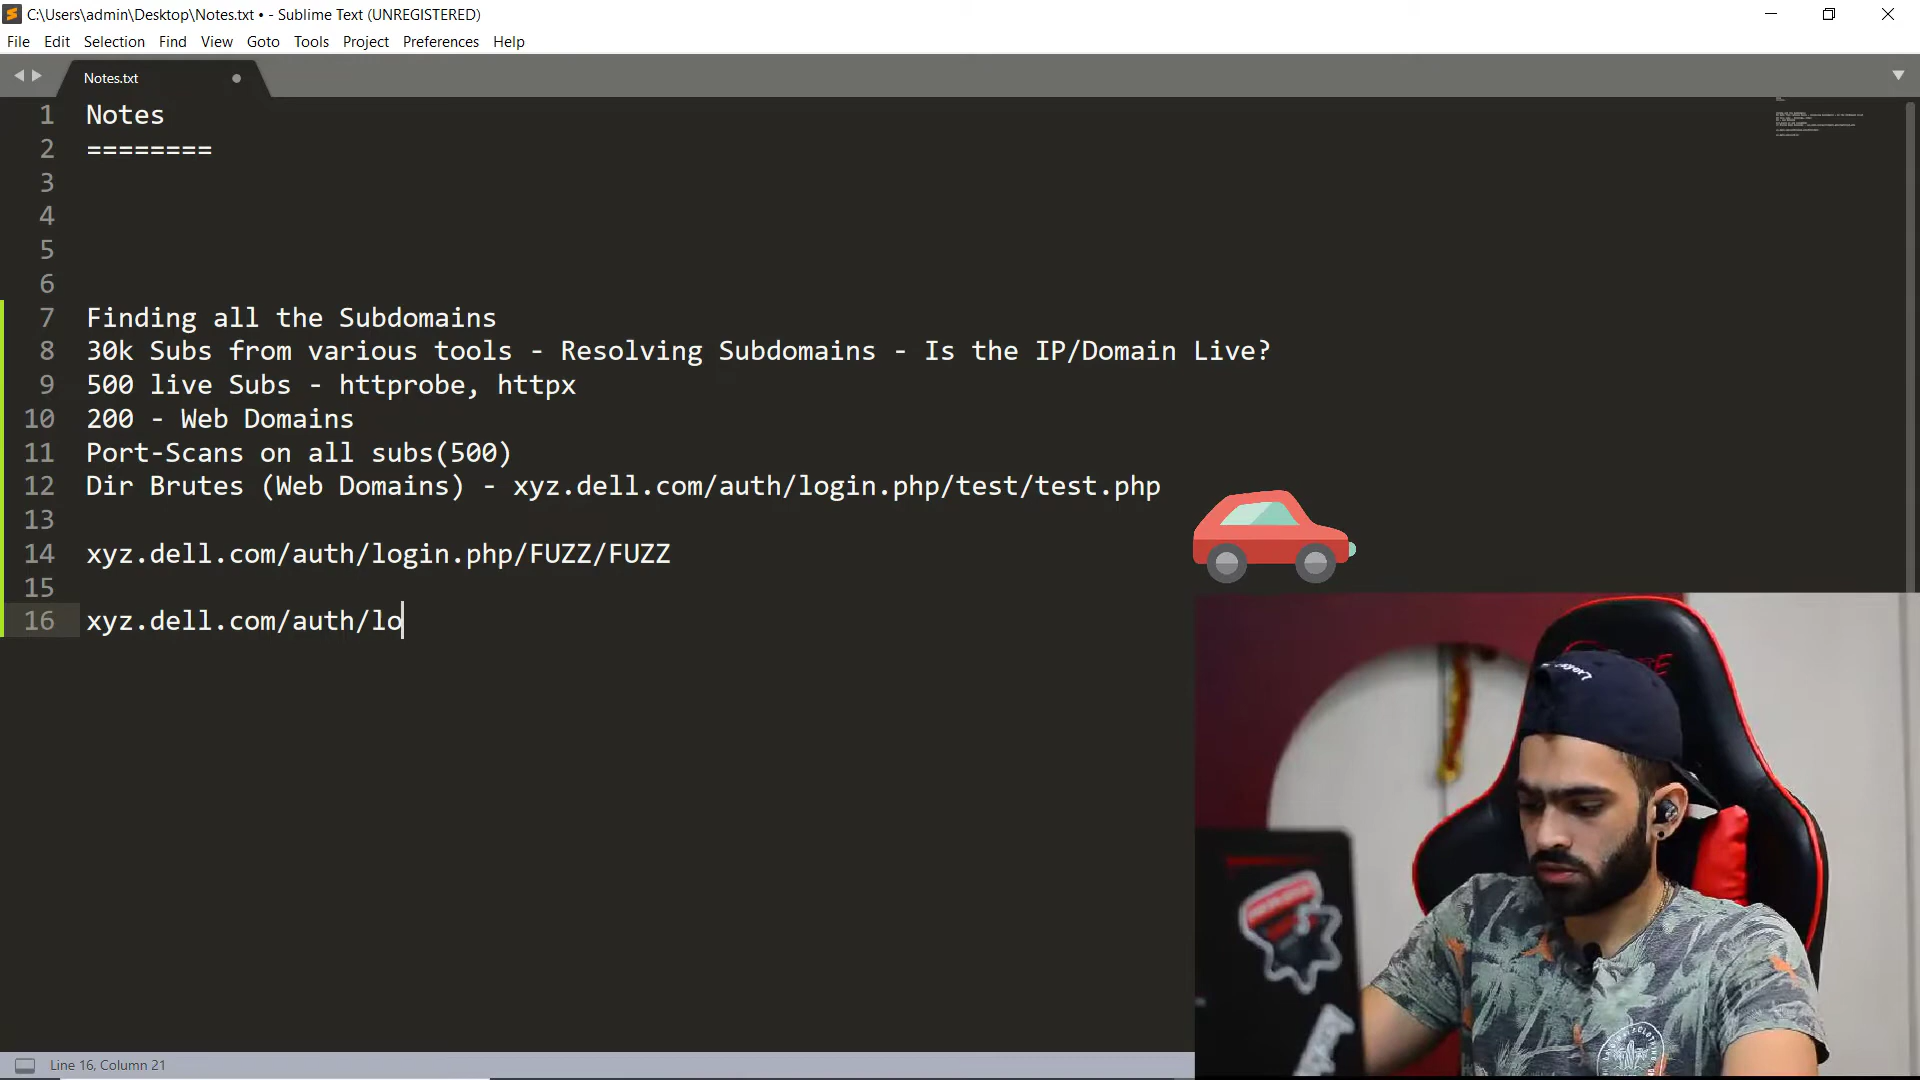 C:\Users\admin\Desktop\Notes.txt • - Sublime Text (UNREGISTERED)
File Edit Selection Find View Goto Tools Project Preferences Help
Notes.txt
1 Notes
2 ========
3
4
5
6
7 Finding all the Subdomains
8 30k Subs from various tools - Resolving Subdomains - Is the IP/Domain Live?
9 500 live Subs - httprobe, httpx
10 200 - Web Domains
11 Port-Scans on all subs(500)
12 Dir Brutes (Web Domains) - xyz.dell.com/auth/login.php/test/test.php
13
14 xyz.dell.com/auth/login.php/FUZZ/FUZZ
15
16 xyz.dell.com/auth/lo
Line 16, Column 21